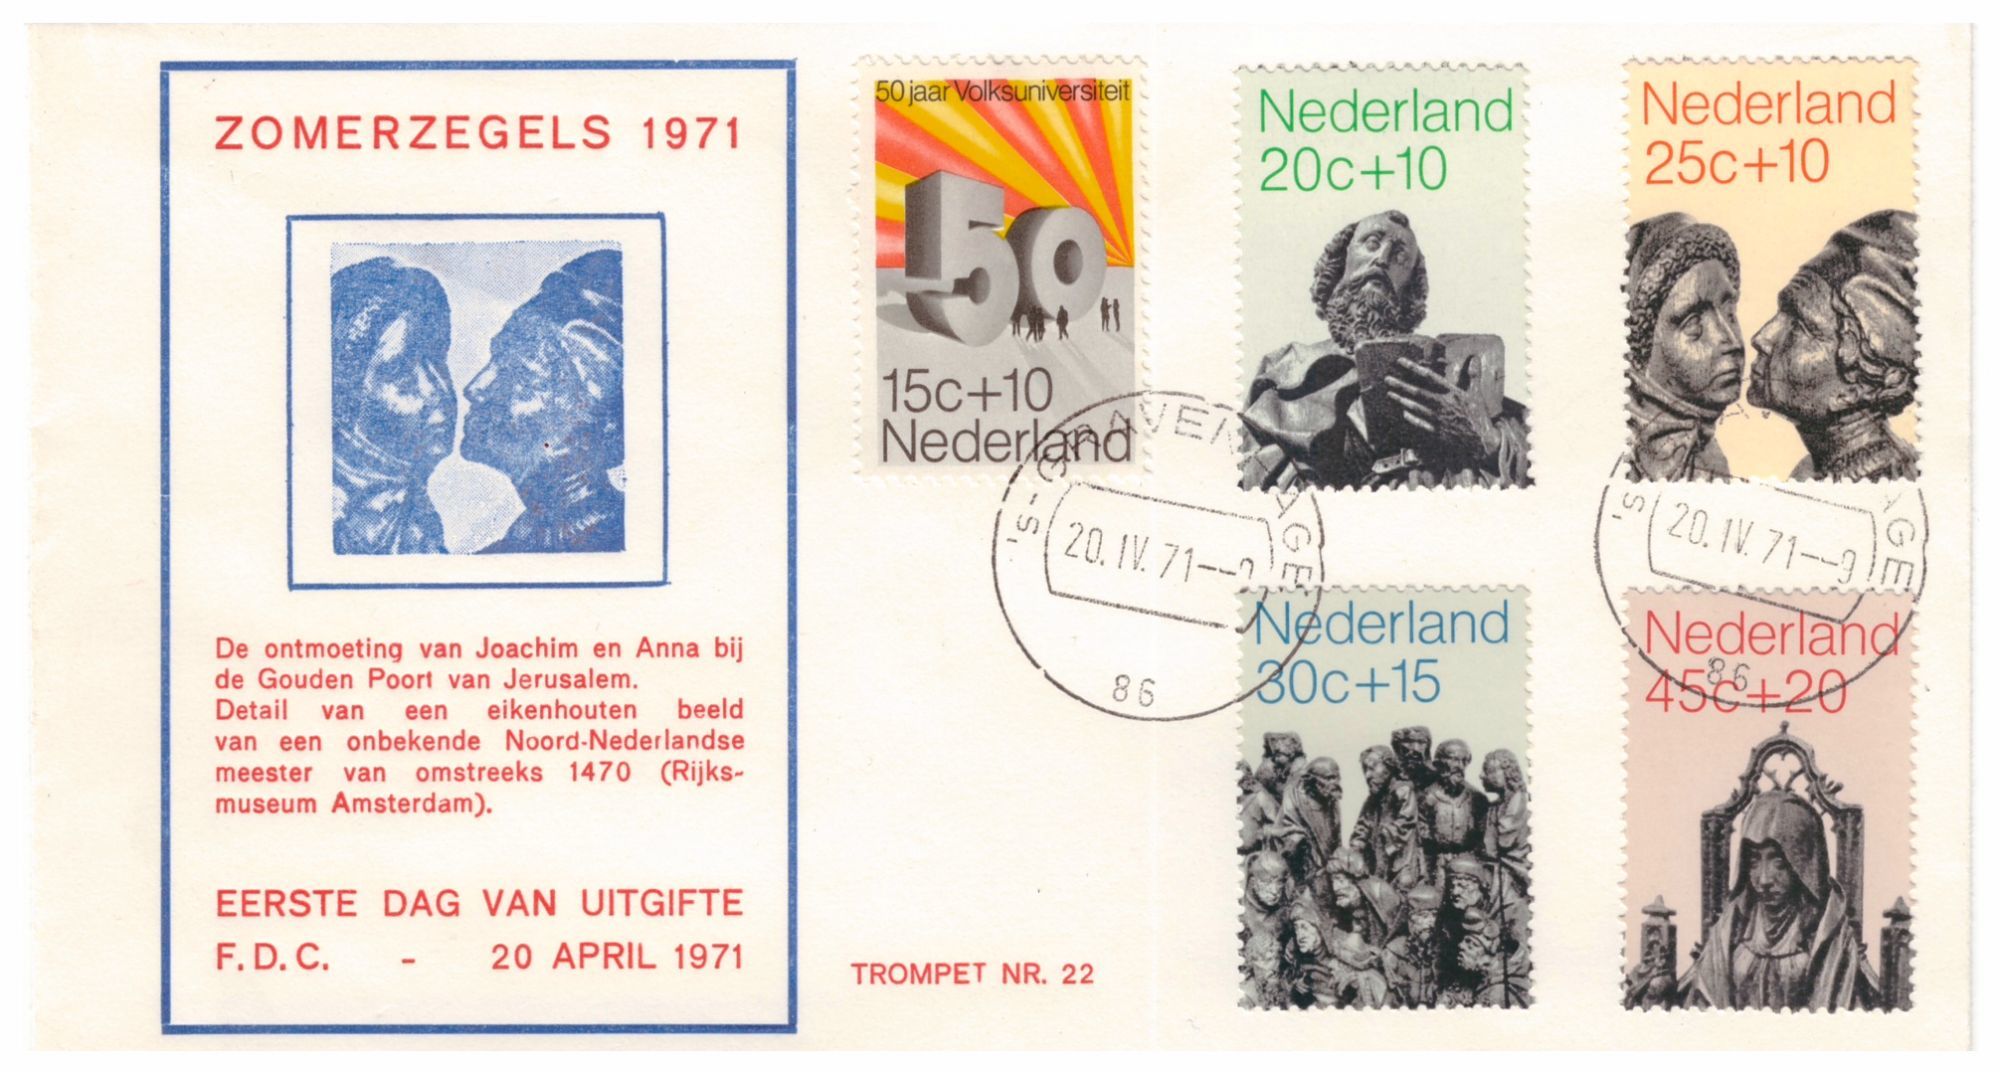 ZOMERZEGELS 1971
De ontmoeting van Joachim en Anna bij
de Gouden Poort van Jerusalem.
Detail van een eikenhouten beeld
van een onbekende Noord-Nederlandse
meester van omstreeks 1470 (Rijks-
museum Amsterdam).
EERSTE DAG VAN UITGIFTE
F.D.C. - 20 APRIL 1971
TROMPET NR. 22
50 jaar Volksuniversiteit
50
15c+10
Nederland
Nederland
20c+10
Nederland
25c+10
'S-GRAVENHAGE
20.IV.71
86
'S
AGE
20.IV.71--9
86
Nederland
30c+15
Nederland
45c+20